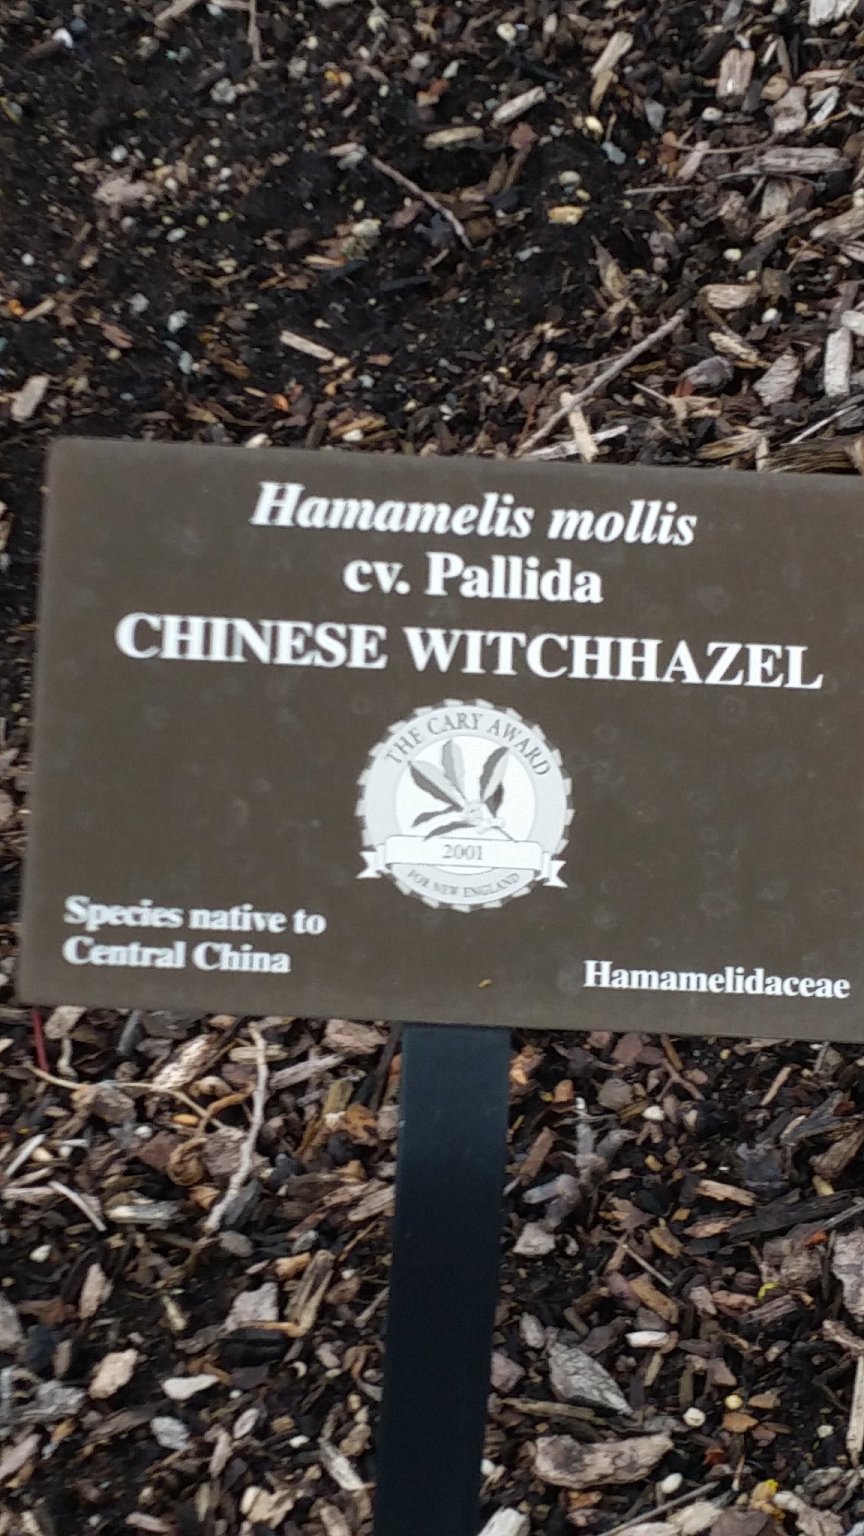 Hamamelis mollis
cv. Pallida
CHINESE WITCHHAZEL
THE CARY AWARD
2001
FOR NEW ENGLAND
Species native to
Central China
Hamamelidaceae